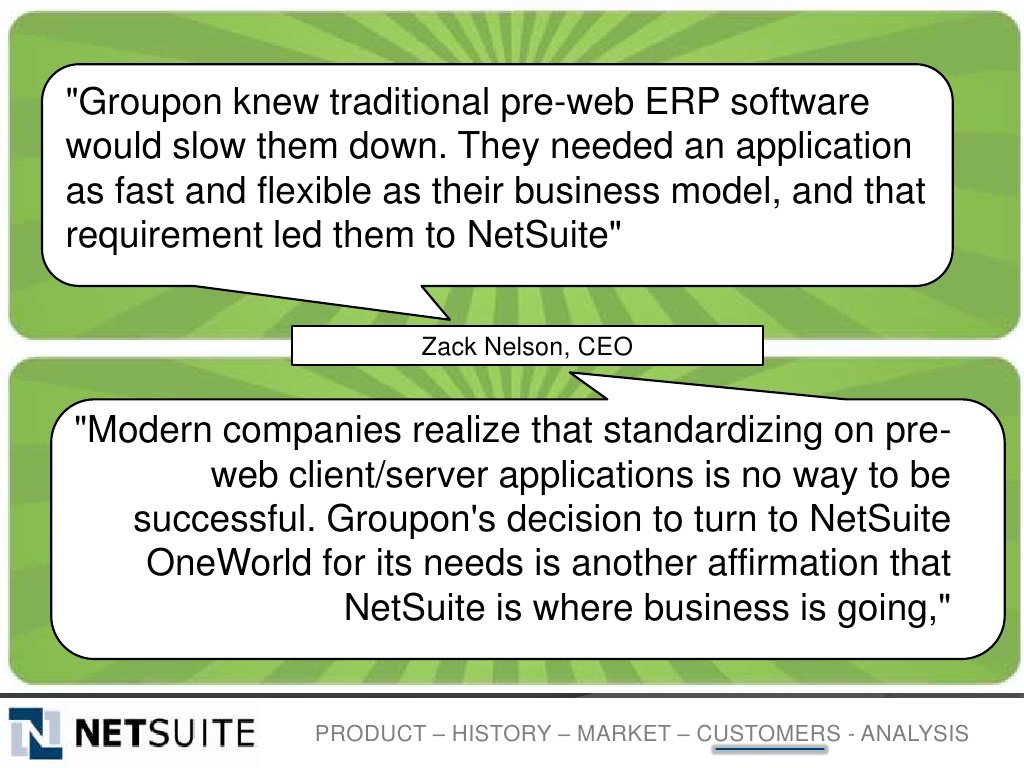 "Groupon knew traditional pre-web ERP software
would slow them down. They needed an application
as fast and flexible as their business model, and that
requirement led them to NetSuite"
Zack Nelson, CEO
"Modern companies realize that standardizing on pre-
web client/server applications is no way to be
successful. Groupon's decision to turn to NetSuite
OneWorld for its needs is another affirmation that
NetSuite is where business is going,"
NETSUITE
PRODUCT – HISTORY – MARKET – CUSTOMERS - ANALYSIS